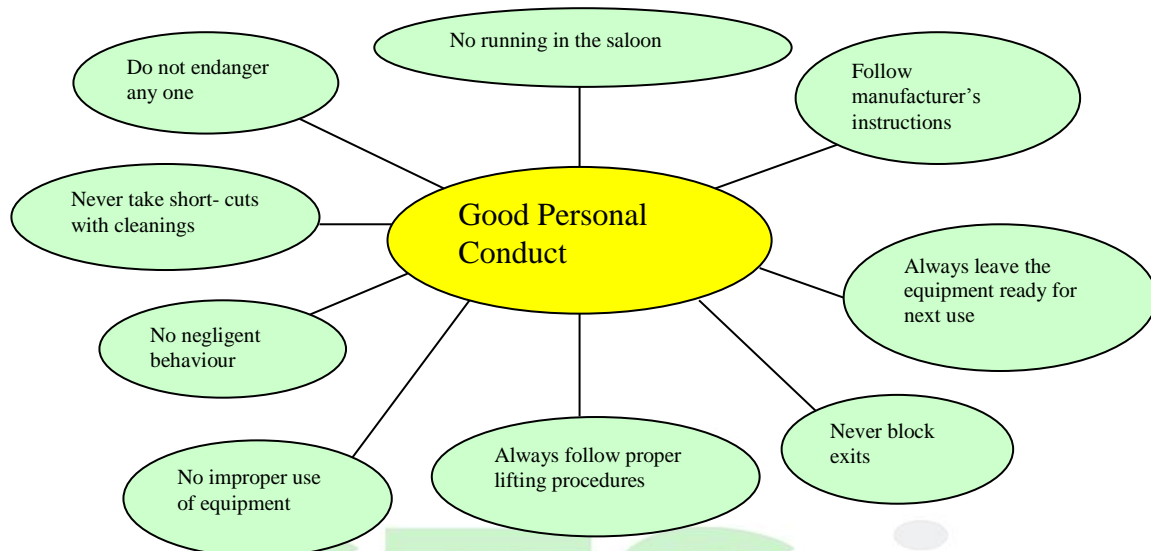 No running in the saloon
Do not endanger
any one
Follow
manufacturer’s
instructions
Never take short- cuts
with cleanings
Good Personal
Conduct
Always leave the
equipment ready for
next use
No negligent
behaviour
Never block
exits
Always follow proper
lifting procedures
No improper use
of equipment